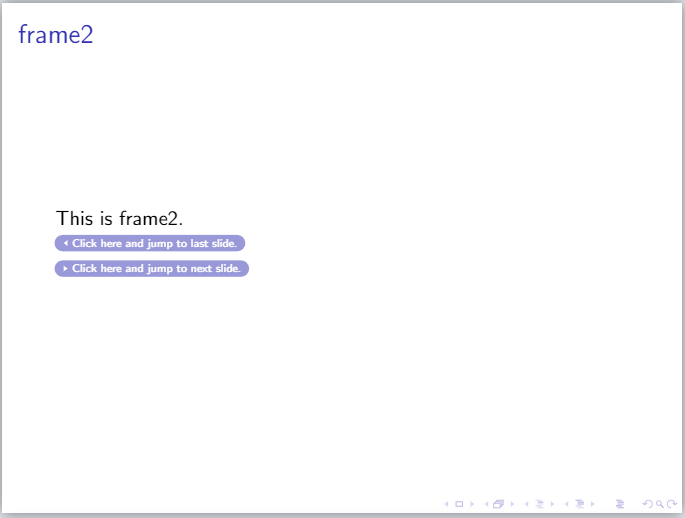 frame2
This is frame2.
Click here and jump to last slide.
Click here and jump to next slide.